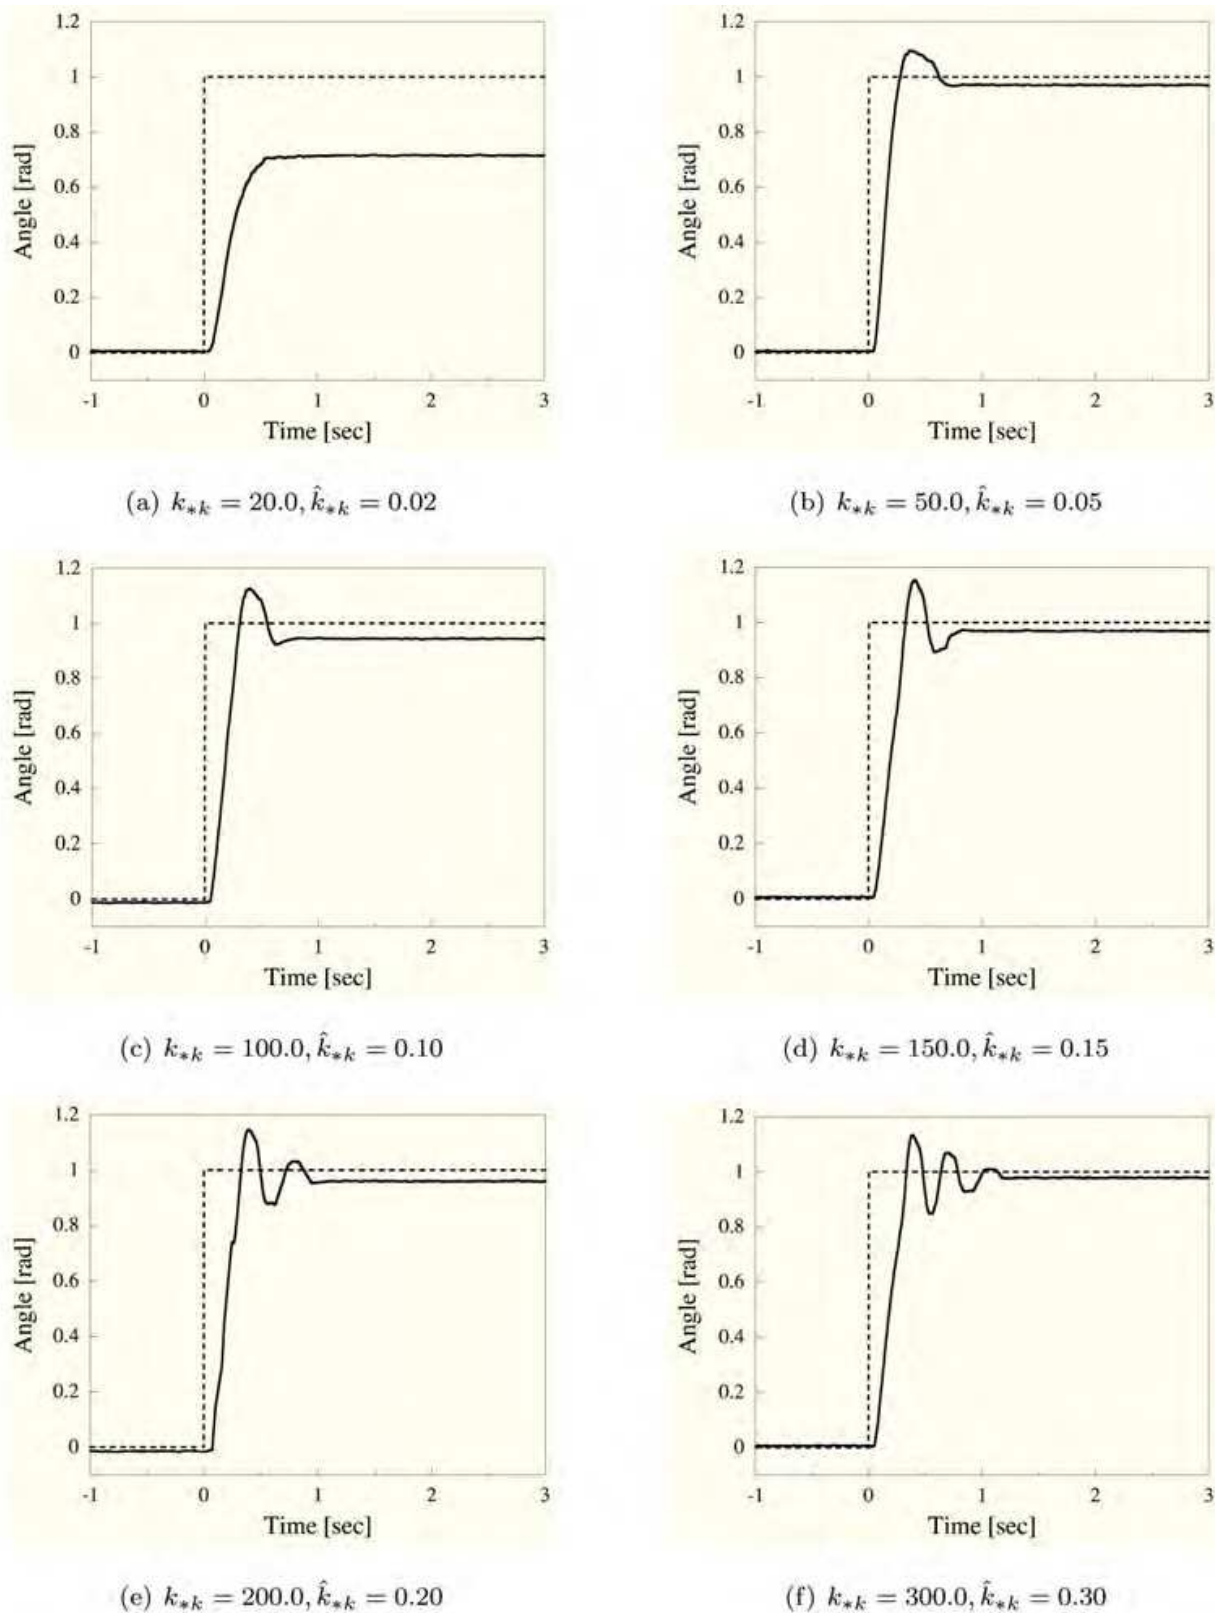 1.2
1
0.8
0.6
0.4
0.2
0
Angle [rad]
-1 0 1 2 3
Time [sec]
(a) k∗k = 20.0, k̂∗k = 0.02
1.2
1
0.8
0.6
0.4
0.2
0
Angle [rad]
-1 0 1 2 3
Time [sec]
(b) k∗k = 50.0, k̂∗k = 0.05
1.2
1
0.8
0.6
0.4
0.2
0
Angle [rad]
-1 0 1 2 3
Time [sec]
(c) k∗k = 100.0, k̂∗k = 0.10
1.2
1
0.8
0.6
0.4
0.2
0
Angle [rad]
-1 0 1 2 3
Time [sec]
(d) k∗k = 150.0, k̂∗k = 0.15
1.2
1
0.8
0.6
0.4
0.2
0
Angle [rad]
-1 0 1 2 3
Time [sec]
(e) k∗k = 200.0, k̂∗k = 0.20
1.2
1
0.8
0.6
0.4
0.2
0
Angle [rad]
-1 0 1 2 3
Time [sec]
(f) k∗k = 300.0, k̂∗k = 0.30